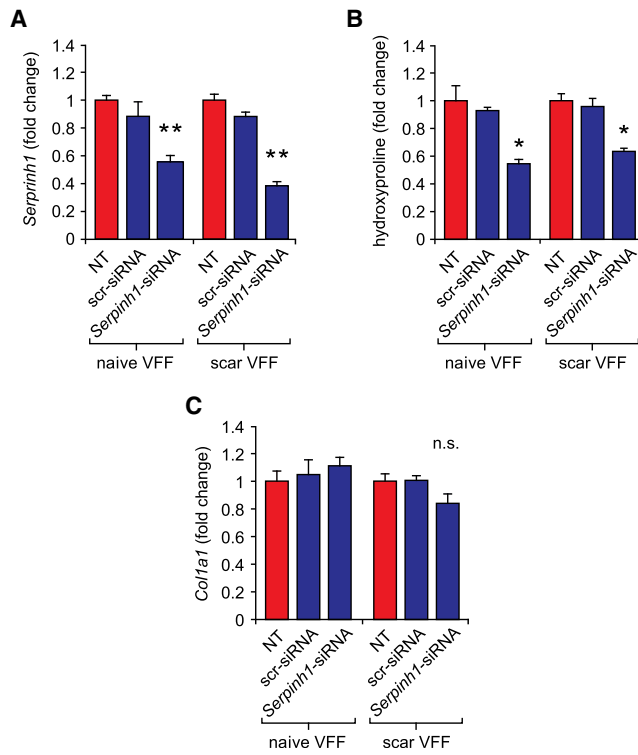 A
Serprinh1 (fold change)
1.4
1.2
1
0.8
0.6
0.4
0.2
0
**
**
NT
scr-siRNA
Serpinh1-siRNA
NT
scr-siRNA
Serpinh1-siRNA
naive VFF
scar VFF
B
hydroxyproline (fold change)
1.4
1.2
1
0.8
0.6
0.4
0.2
0
*
*
NT
scr-siRNA
Serpinh1-siRNA
NT
scr-siRNA
Serpinh1-siRNA
naive VFF
scar VFF
C
Col1a1 (fold change)
1.4
1.2
1
0.8
0.6
0.4
0.2
0
n.s.
NT
scr-siRNA
Serpinh1-siRNA
NT
scr-siRNA
Serpinh1-siRNA
naive VFF
scar VFF